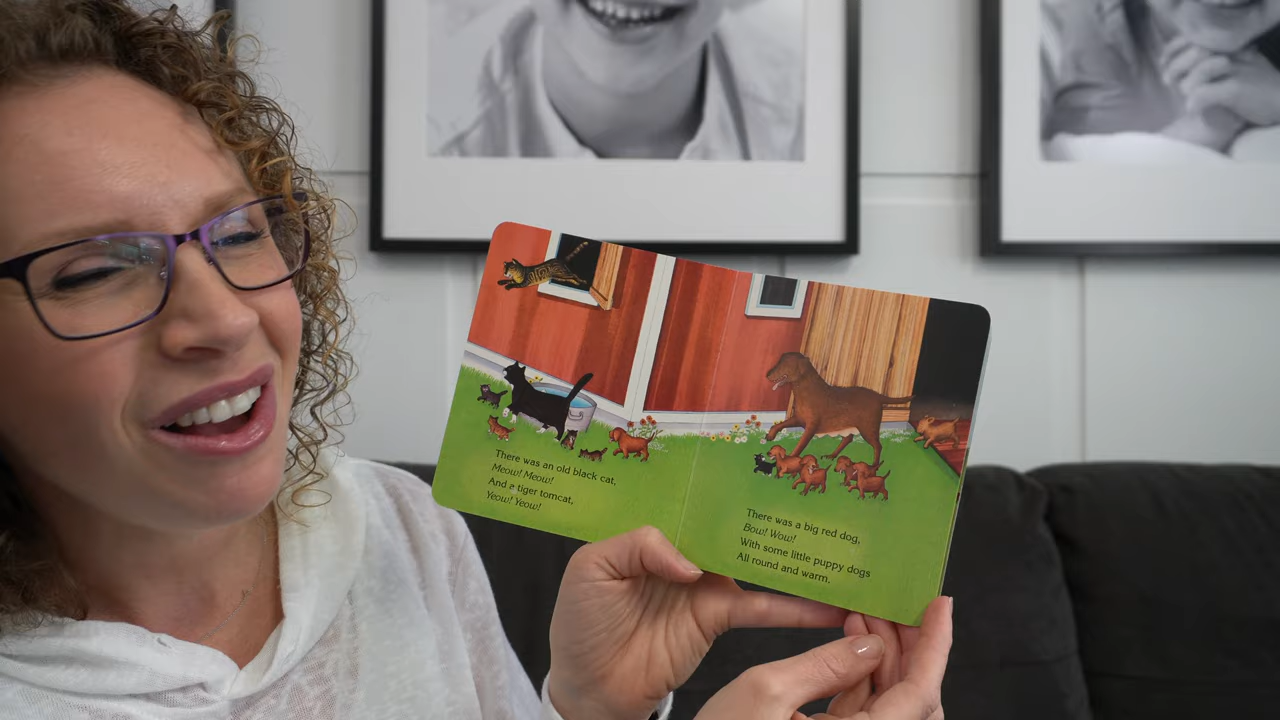 There was an old black cat,
Meow! Meow!
And a tiger tomcat,
Yeow! Yeow!
There was a big red dog,
Bow! Wow!
With some little puppy dogs
All round and warm.